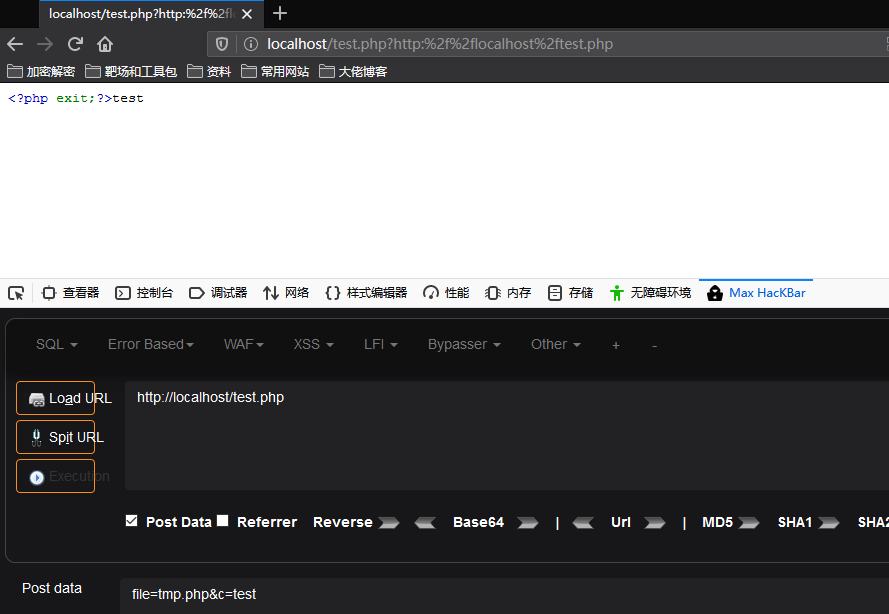 localhost/test.php?http:%2f%2fl
localhost/test.php?http:%2f%2flocalhost%2ftest.php
加密解密 靶场和工具包 资料 常用网站 大佬博客
<?php exit;?>test
查看器 控制台 调试器 网络 样式编辑器 性能 内存 存储 无障碍环境 Max HacKBar
SQL Error Based WAF XSS LFI Bypasser Other + -
Load URL
http://localhost/test.php
Spit URL
Execution
Post Data Referrer Reverse Base64 | Url | MD5 SHA1 SHA2
Post data
file=tmp.php&c=test